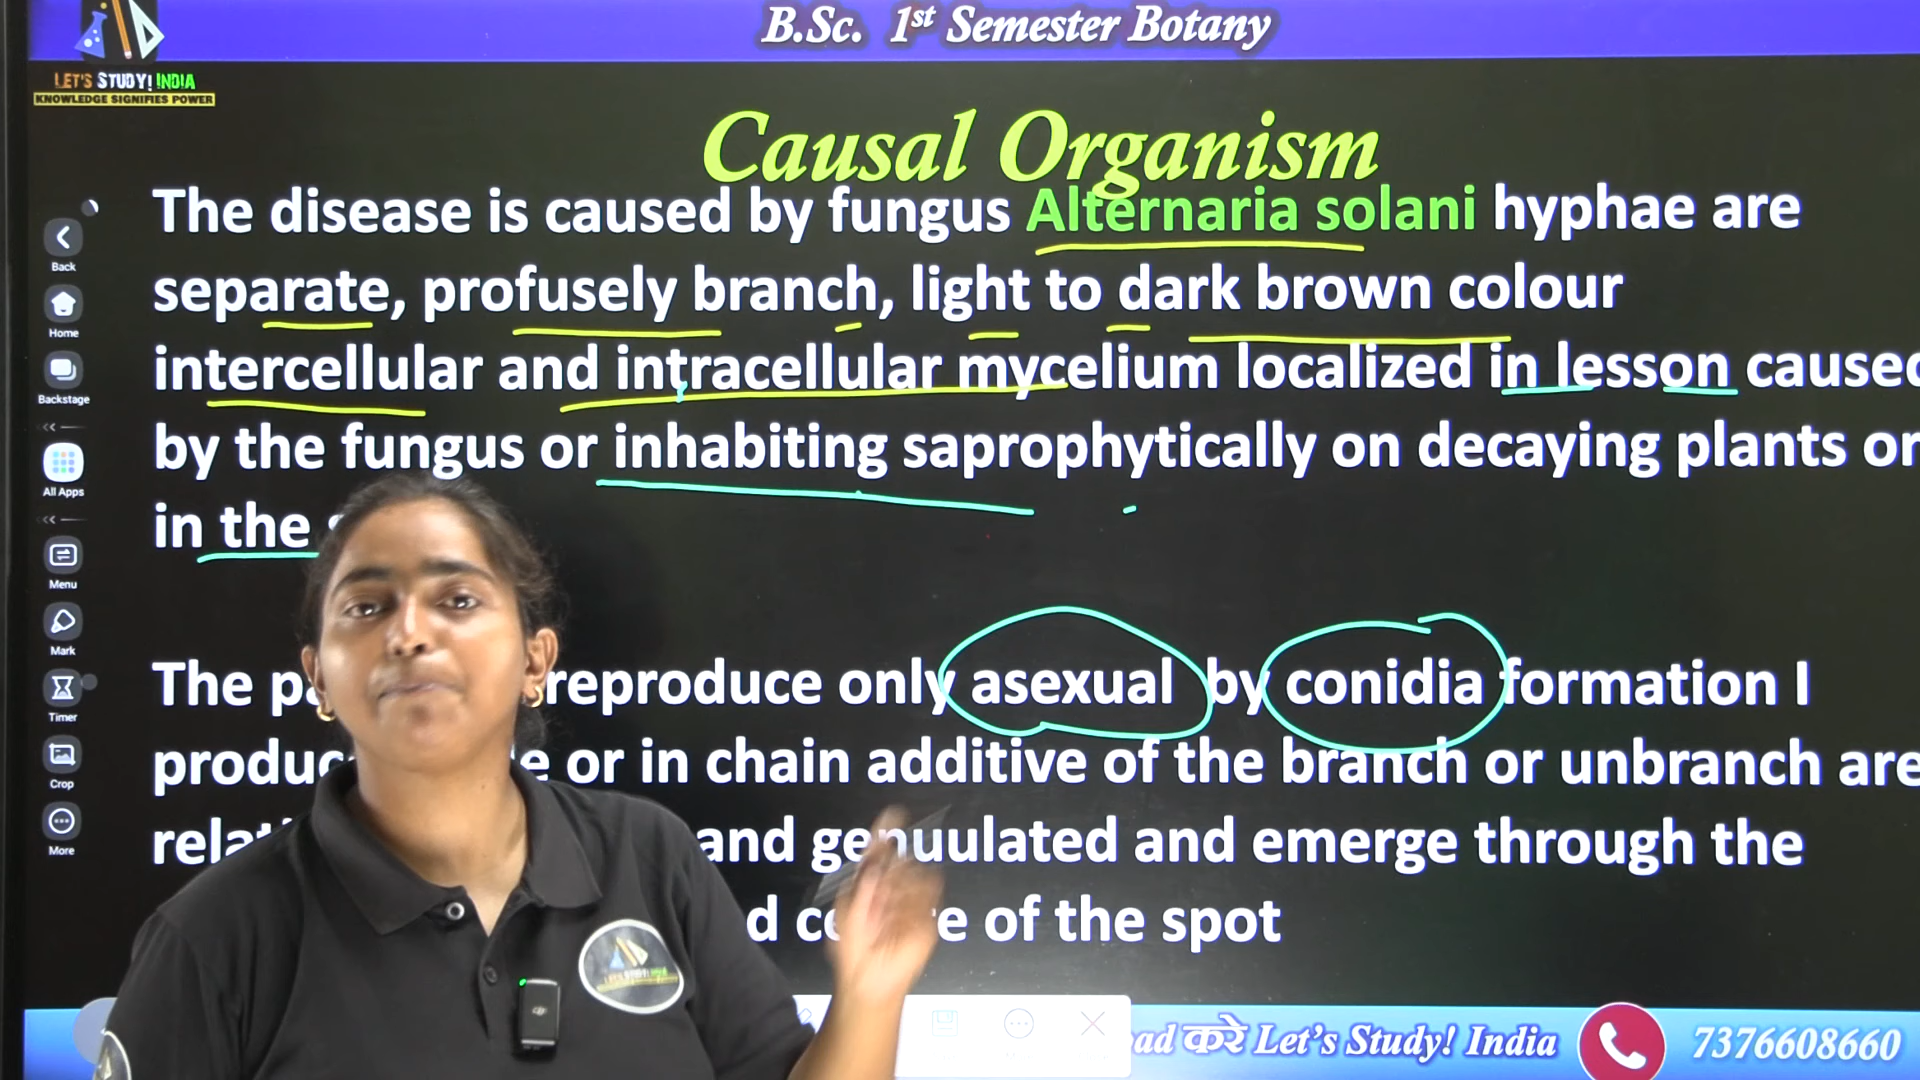 B.Sc. 1st Semester Botany
LET'S STUDY! INDIA
KNOWLEDGE SIGNIFIES POWER
Causal Organism
The disease is caused by fungus Alternaria solani hyphae are
separate, profusely branch, light to dark brown colour
intercellular and intracellular mycelium localized in lesson caused
by the fungus or inhabiting saprophytically on decaying plants or
in the
The reproduce only asexual by conidia formation I
or in chain additive of the branch or unbranch are
and genuulated and emerge through the
of the spot
Back
Home
Backstage
All Apps
Menu
Mark
Timer
Crop
More
करे Let's Study! India
7376608660